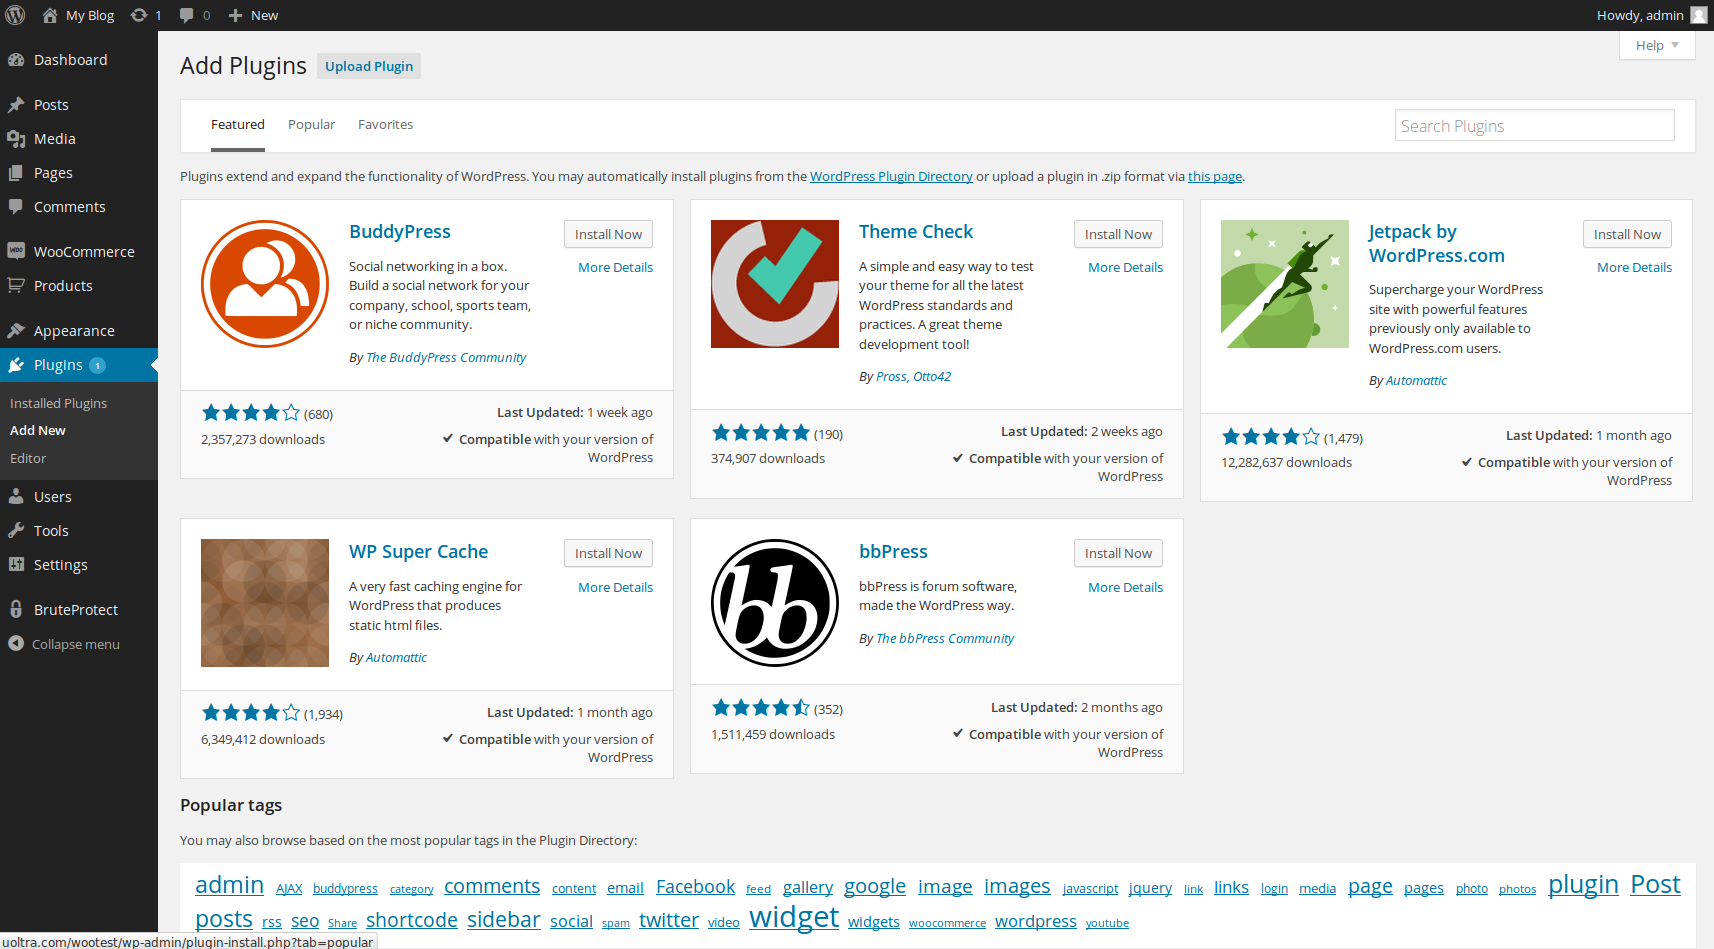 My Blog 1 0 New Howdy, admin
Help
Dashboard
Posts
Media
Pages
Comments
WOO WooCommerce
Products
Appearance
Plugins 1
Installed Plugins
Add New
Editor
Users
Tools
Settings
BruteProtect
Collapse menu
Add Plugins Upload Plugin
Featured Popular Favorites Search Plugins
Plugins extend and expand the functionality of WordPress. You may automatically install plugins from the WordPress Plugin Directory or upload a plugin in .zip format via this page.
BuddyPress
Install Now
More Details
Social networking in a box.
Build a social network for your
company, school, sports team,
or niche community.
By The BuddyPress Community
(680)
2,357,273 downloads
Last Updated: 1 week ago
Compatible with your version of
WordPress
Theme Check
Install Now
More Details
A simple and easy way to test
your theme for all the latest
WordPress standards and
practices. A great theme
development tool!
By Pross, Otto42
(190)
374,907 downloads
Last Updated: 2 weeks ago
Compatible with your version of
WordPress
Jetpack by
WordPress.com
Install Now
More Details
Supercharge your WordPress
site with powerful features
previously only available to
WordPress.com users.
By Automattic
(1,479)
12,282,637 downloads
Last Updated: 1 month ago
Compatible with your version of
WordPress
WP Super Cache
Install Now
More Details
A very fast caching engine for
WordPress that produces
static html files.
By Automattic
(1,934)
6,349,412 downloads
Last Updated: 1 month ago
Compatible with your version of
WordPress
bb
bbPress
Install Now
More Details
bbPress is forum software,
made the WordPress way.
By The bbPress Community
(352)
1,511,459 downloads
Last Updated: 2 months ago
Compatible with your version of
WordPress
Popular tags
You may also browse based on the most popular tags in the Plugin Directory:
admin AJAX buddypress category comments content email Facebook feed gallery google image images javascript jquery link links login media page pages photo photos plugin Post
posts rss seo Share shortcode sidebar social spam twitter video widget widgets woocommerce wordpress youtube
uoltra.com/wootest/wp-admin/plugin-install.php?tab=popular